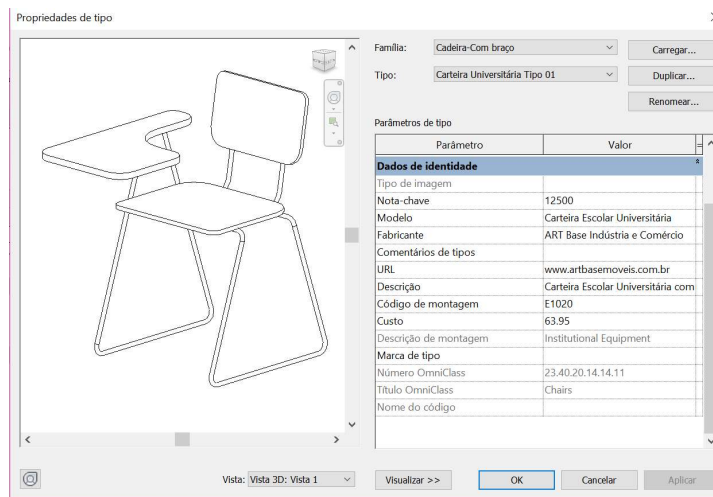 Propriedades de tipo
Família: Cadeira-Com braço Carregar...
Tipo: Carteira Universitária Tipo 01 Duplicar...
Renomear...
Parâmetros de tipo
Parâmetro Valor =
Dados de identidade
Tipo de imagem
Nota-chave 12500
Modelo Carteira Escolar Universitária
Fabricante ART Base Indústria e Comércio
Comentários de tipos
URL www.artbasemoveis.com.br
Descrição Carteira Escolar Universitária com
Código de montagem E1020
Custo 63.95
Descrição de montagem Institutional Equipment
Marca de tipo
Número OmniClass 23.40.20.14.14.11
Título OmniClass Chairs
Nome do código
Vista: Vista 3D: Vista 1 Visualizar >> OK Cancelar Aplicar